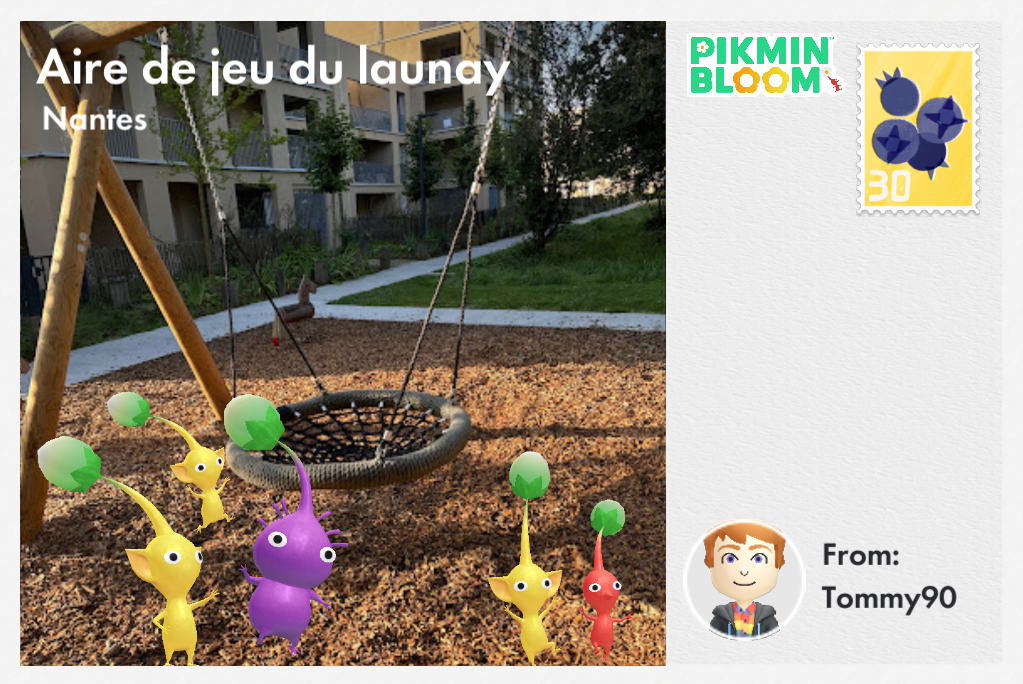 Aire de jeu du launay
Nantes
PIKMIN
BLOOM
30
From:
Tommy90